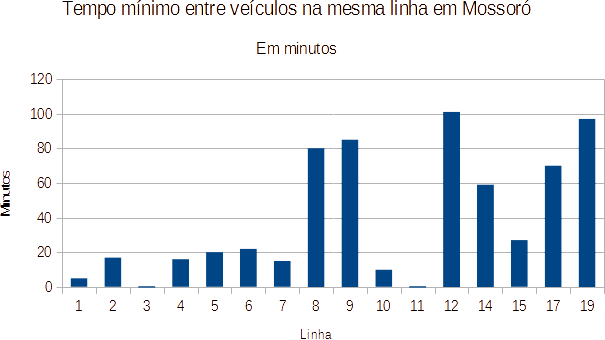 Tempo mínimo entre veículos na mesma linha em Mossoró
Em minutos
120
100
80
60
40
20
0
Minutos
1 2 3 4 5 6 7 8 9 10 11 12 14 15 17 19
Linha